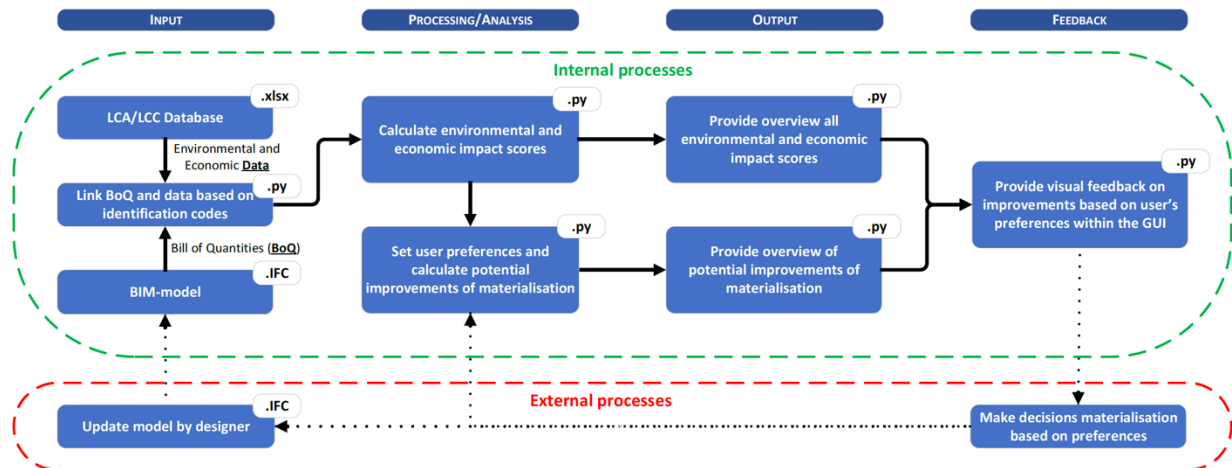 INPUT
PROCESSING/ANALYSIS
OUTPUT
FEEDBACK
Internal processes
.xlsx
LCA/LCC Database
Environmental and
Economic Data
.py
Link BoQ and data based on
identification codes
Bill of Quantities (BoQ)
.IFC
BIM-model
.py
Calculate environmental and
economic impact scores
.py
Set user preferences and
calculate potential
improvements of materialisation
.py
Provide overview all
environmental and economic
impact scores
.py
Provide overview of
potential improvements of
materialisation
.py
Provide visual feedback on
improvements based on user's
preferences within the GUI
External processes
.IFC
Update model by designer
Make decisions materialisation
based on preferences